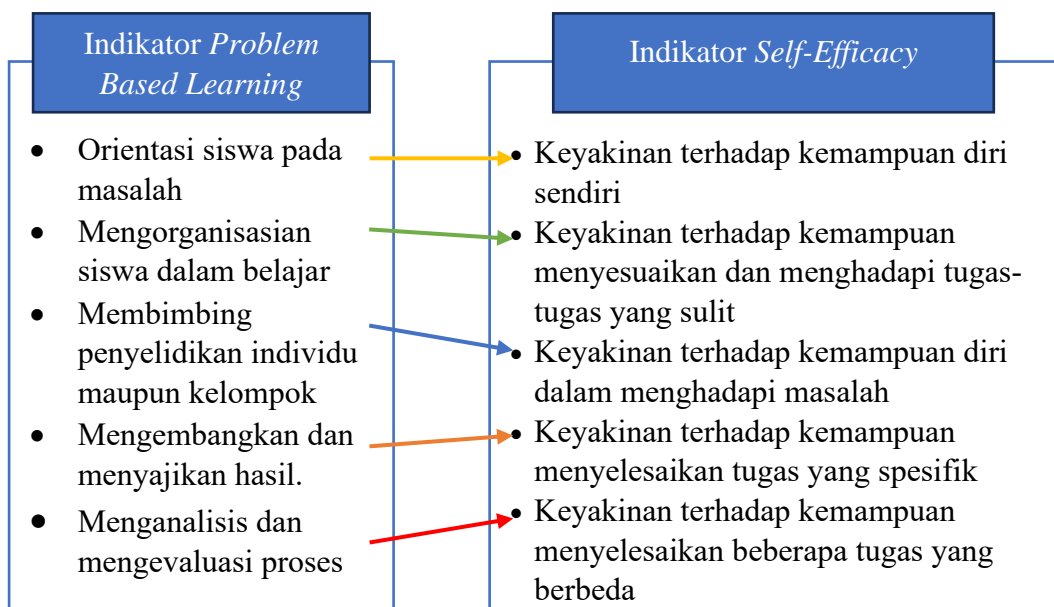 Indikator Problem
Based Learning
• Orientasi siswa pada
masalah
• Mengorganisasian
siswa dalam belajar
• Membimbing
penyelidikan individu
maupun kelompok
• Mengembangkan dan
menyajikan hasil.
• Menganalisis dan
mengevaluasi proses
Indikator Self-Efficacy
• Keyakinan terhadap kemampuan diri
sendiri
• Keyakinan terhadap kemampuan
menyesuaikan dan menghadapi tugas-
tugas yang sulit
• Keyakinan terhadap kemampuan diri
dalam menghadapi masalah
• Keyakinan terhadap kemampuan
menyelesaikan tugas yang spesifik
• Keyakinan terhadap kemampuan
menyelesaikan beberapa tugas yang
berbeda